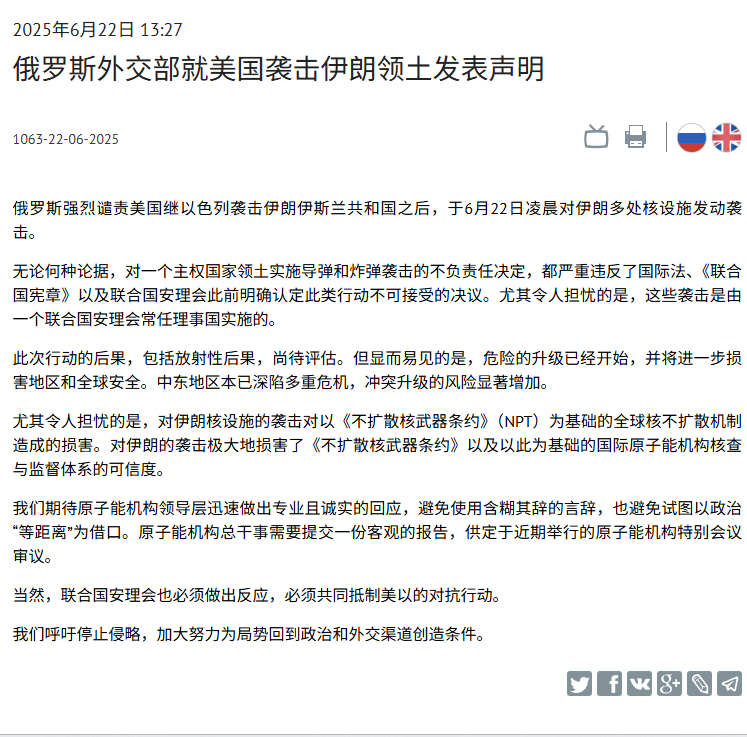 2025年6月22日 13:27
俄罗斯外交部就美国袭击伊朗领土发表声明
1063-22-06-2025
俄罗斯强烈谴责美国继以色列袭击伊朗伊斯兰共和国之后，于6月22日凌晨对伊朗多处核设施发动袭
击。
无论何种论据，对一个主权国家领土实施导弹和炸弹袭击的不负责任决定，都严重违反了国际法、《联合
国宪章》以及联合国安理会此前明确认定此类行动不可接受的决议。尤其令人担忧的是，这些袭击是由
一个联合国安理会常任理事国实施的。
此次行动的后果，包括放射性后果，尚待评估。但显而易见的是，危险的升级已经开始，并将进一步损
害地区和全球安全。中东地区本已深陷多重危机，冲突升级的风险显著增加。
尤其令人担忧的是，对伊朗核设施的袭击对以《不扩散核武器条约》（NPT）为基础的全球核不扩散机制
造成的损害。对伊朗的袭击极大地损害了《不扩散核武器条约》以及以此为基础的国际原子能机构核查
与监督体系的可信度。
我们期待原子能机构领导层迅速做出专业且诚实的回应，避免使用含糊其辞的言辞，也避免试图以政治
“等距离”为借口。原子能机构总干事需要提交一份客观的报告，供定于近期举行的原子能机构特别会议
审议。
当然，联合国安理会也必须做出反应，必须共同抵制美以的对抗行动。
我们呼吁停止侵略，加大努力为局势回到政治和外交渠道创造条件。